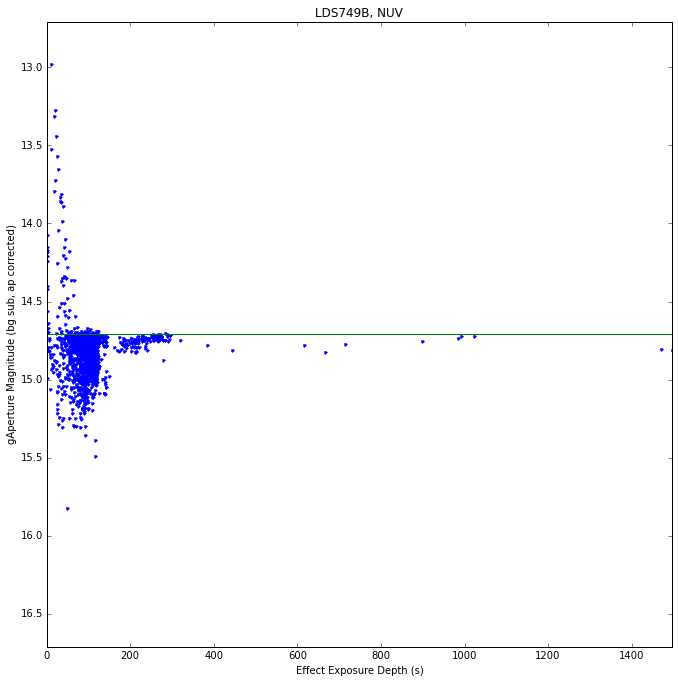 LDS749B, NUV
gAperture Magnitude (bg sub, ap corrected)
13.0
13.5
14.0
14.5
15.0
15.5
16.0
16.5
0 200 400 600 800 1000 1200 1400
Effect Exposure Depth (s)